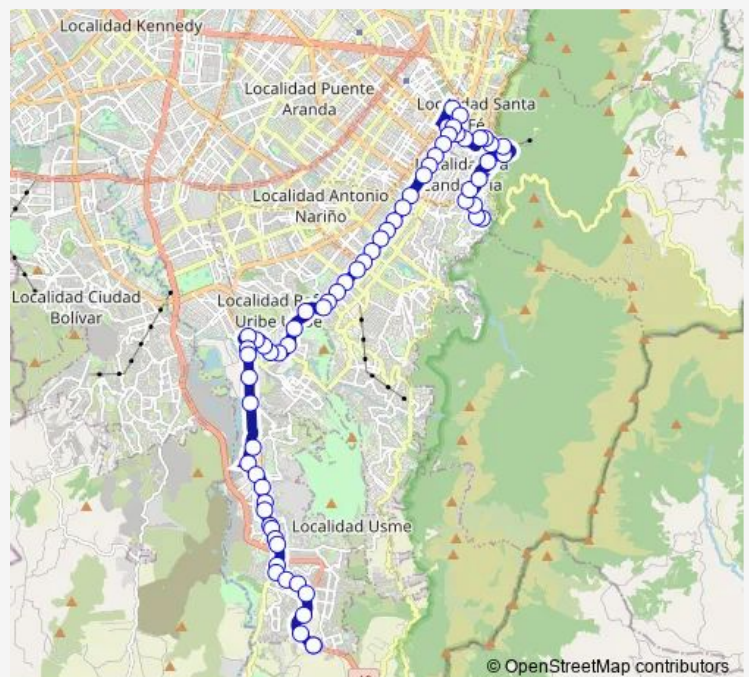 Localidad Kennedy
Localidad Puente
Aranda
Localidad Santa
Fé
Localidad Antonio
Nariño
Localidad Ciudad
Bolívar
Localidad
Uribe
Localidad Usme
© OpenStreetMap contributors